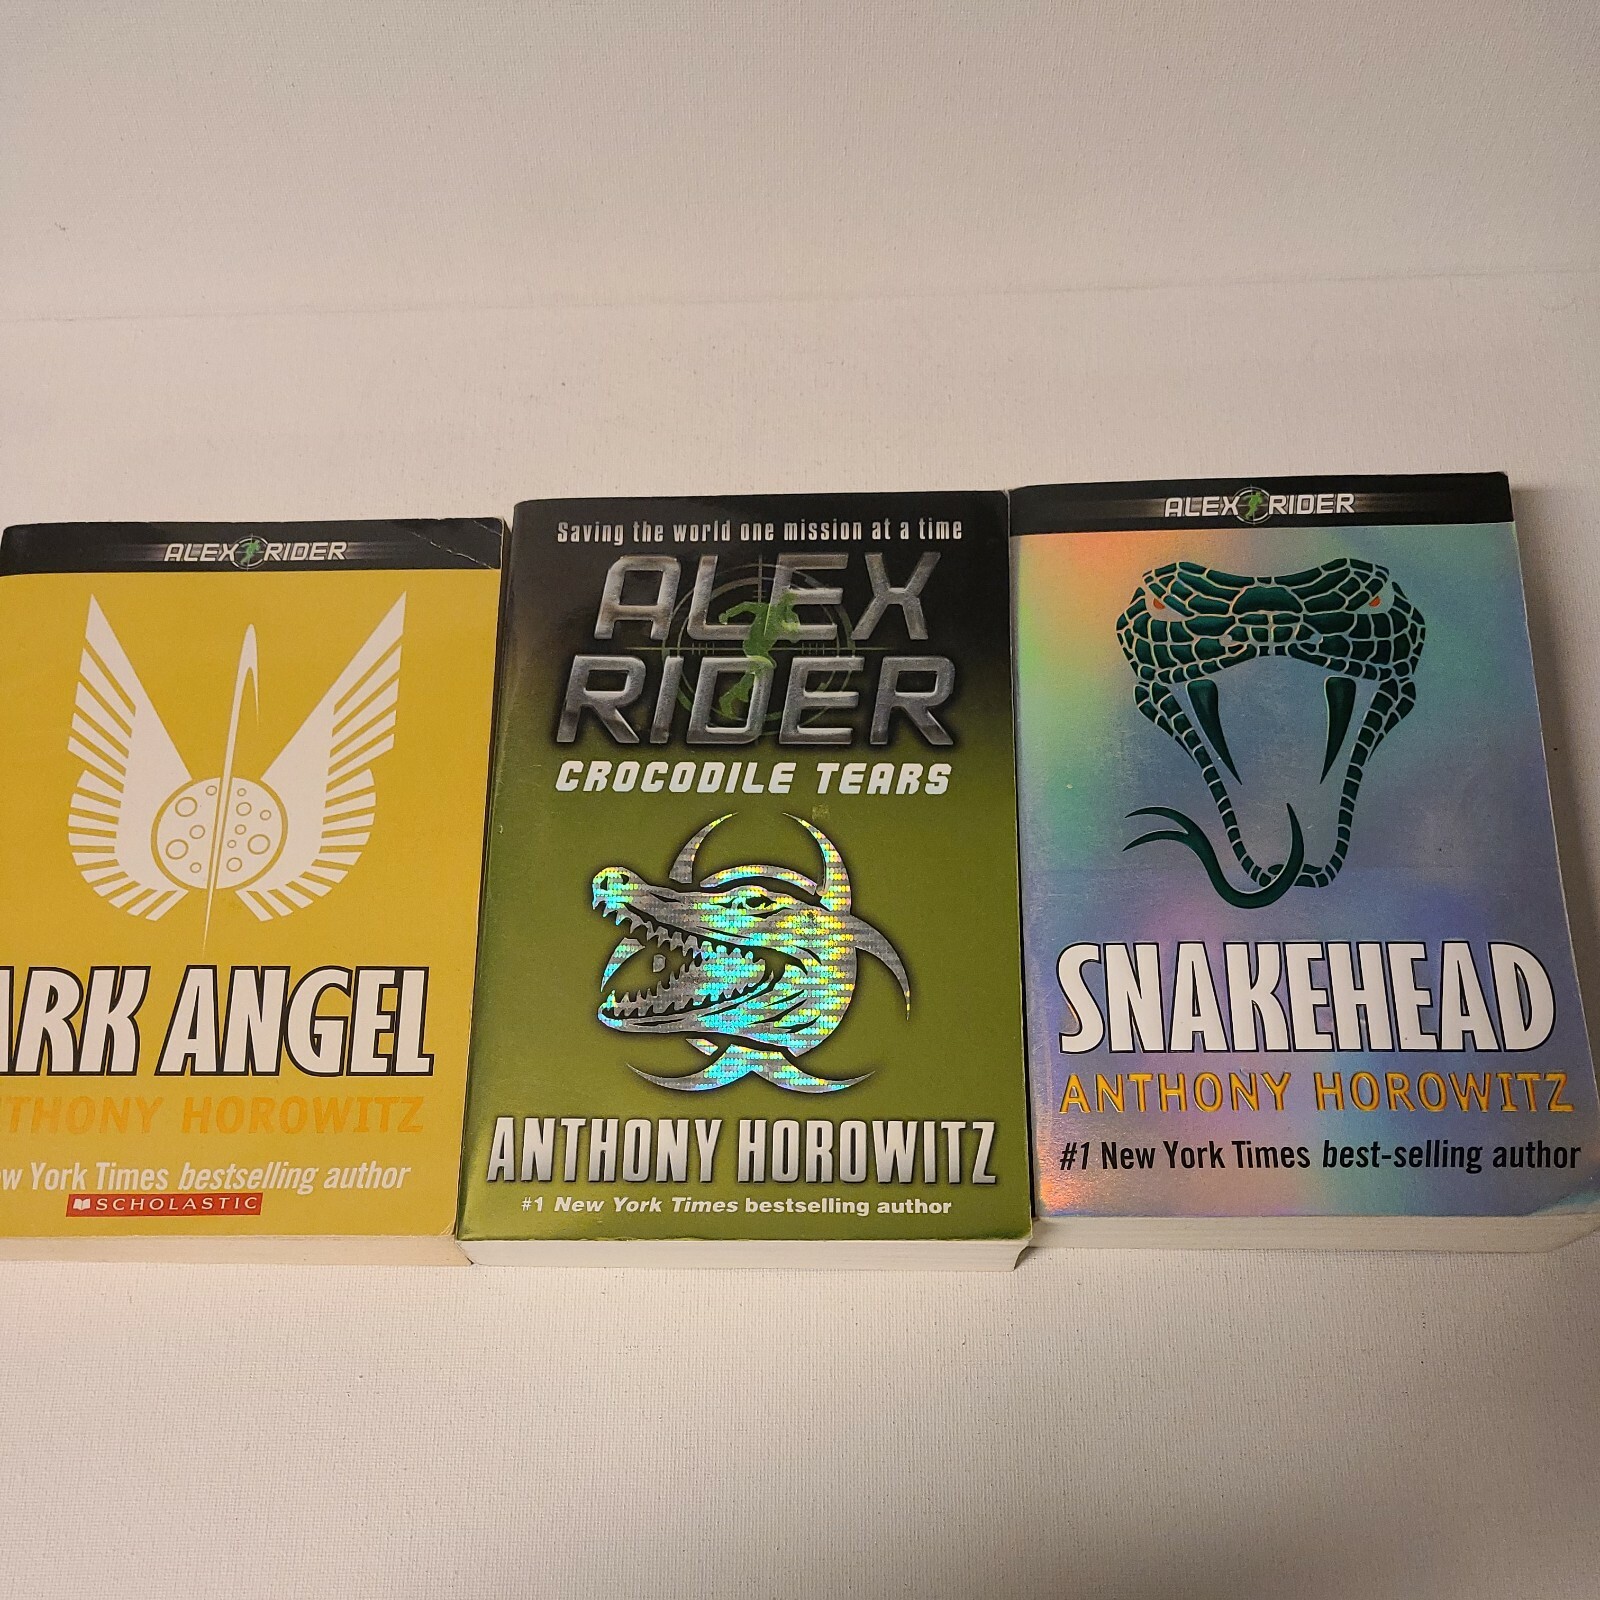 ALEX RIDER
ARK ANGEL
THONY HOROWITZ
ew York Times bestselling author
SCHOLASTIC
Saving the world one mission at a time
ALEX
RIDER
CROCODILE TEARS
ANTHONY HOROWITZ
#1 New York Times bestselling author
ALEX RIDER
SNAKEHEAD
ANTHONY HOROWITZ
#1 New York Times best-selling author